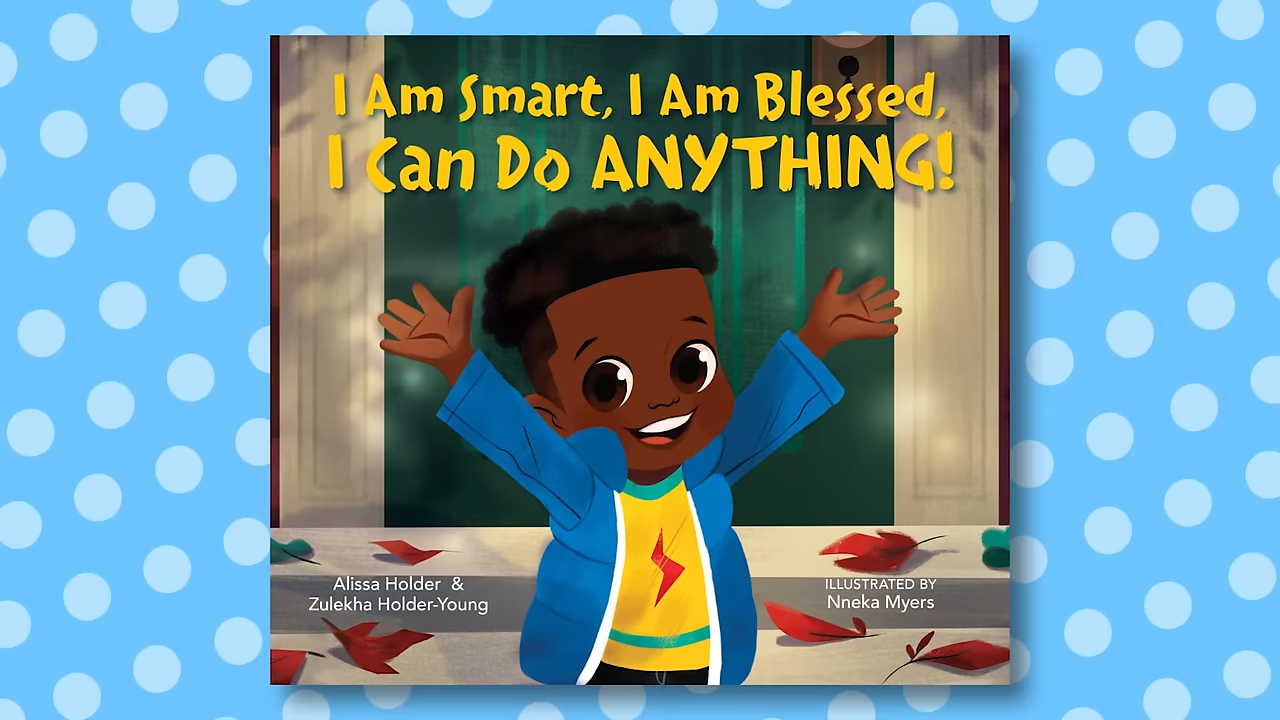 I Am Smart, I Am Blessed,
I Can Do ANYTHING!
Alissa Holder &
Zulekha Holder-Young
ILLUSTRATED BY
Nneka Myers